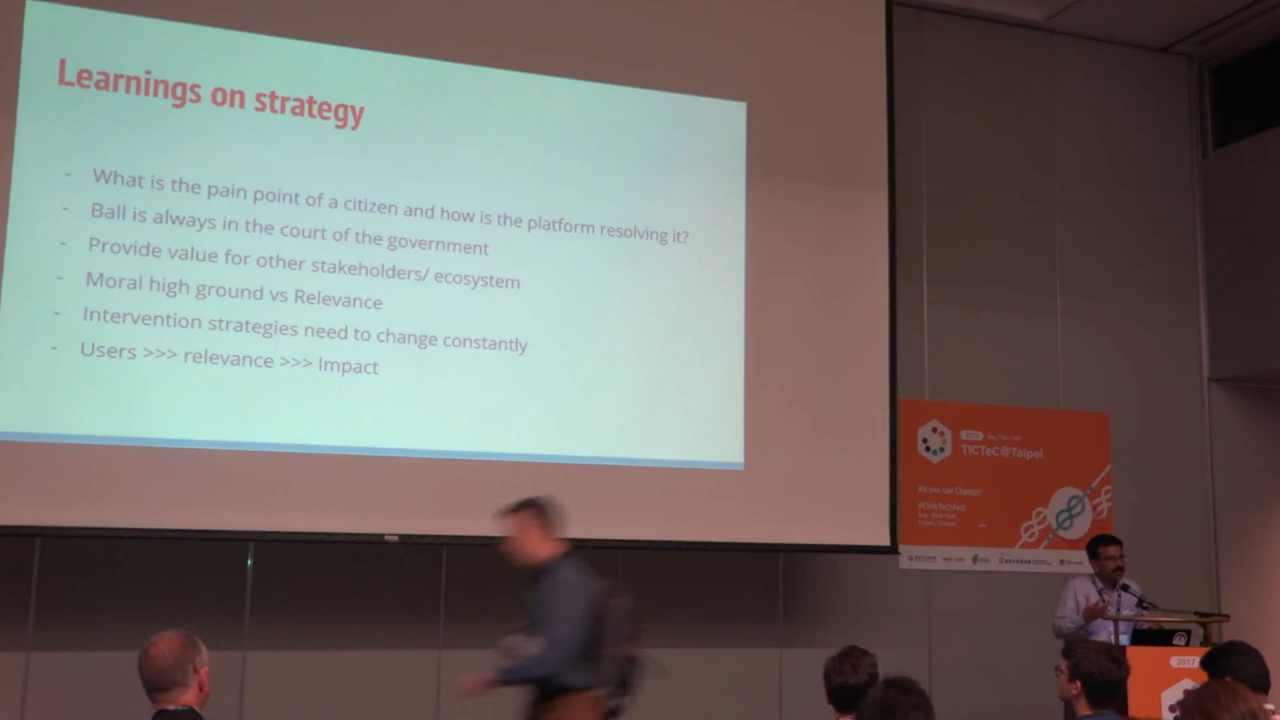 Learnings on strategy
- What is the pain point of a citizen and how is the platform resolving it?
- Ball is always in the court of the government
- Provide value for other stakeholders/ ecosystem
- Moral high ground vs Relevance
- Intervention strategies need to change constantly
- Users >>> relevance >>> Impact
2017
TICTeC@Taipei
All you can Change!
#CivicTechFest
Microsoft
2017